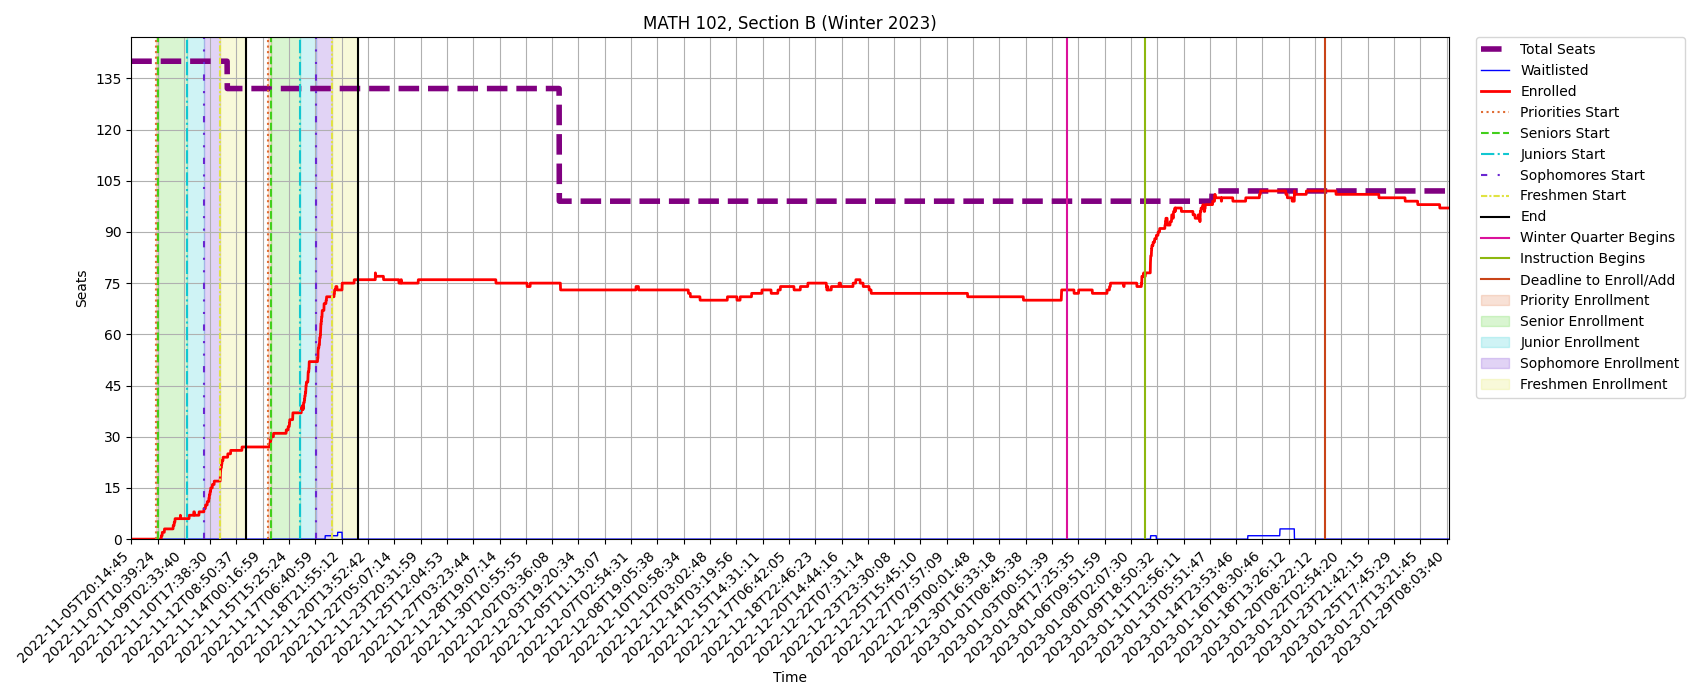 MATH 102, Section B (Winter 2023)
Seats
135
120
105
90
75
60
45
30
15
0
2022-11-05T20:14:45
2022-11-07T10:39:24
2022-11-09T02:33:40
2022-11-10T17:38:30
2022-11-12T08:50:37
2022-11-14T00:16:59
2022-11-15T15:25:24
2022-11-17T06:40:59
2022-11-18T21:55:12
2022-11-20T13:52:42
2022-11-22T05:07:14
2022-11-23T20:31:59
2022-11-25T12:04:53
2022-11-27T03:23:44
2022-11-28T19:07:14
2022-11-30T10:55:55
2022-12-02T03:36:08
2022-12-03T19:20:34
2022-12-05T11:13:07
2022-12-07T02:54:31
2022-12-08T19:05:38
2022-12-10T10:58:34
2022-12-12T03:02:48
2022-12-14T03:19:56
2022-12-15T14:31:11
2022-12-17T06:42:05
2022-12-18T22:46:23
2022-12-20T14:44:16
2022-12-22T07:31:14
2022-12-23T23:30:08
2022-12-25T15:45:10
2022-12-27T07:57:09
2022-12-29T00:01:48
2022-12-30T16:33:18
2023-01-01T08:45:38
2023-01-03T00:51:39
2023-01-04T17:25:35
2023-01-06T09:51:59
2023-01-08T02:07:30
2023-01-09T18:50:32
2023-01-11T12:56:11
2023-01-13T05:51:47
2023-01-14T23:53:46
2023-01-16T18:30:46
2023-01-18T13:26:12
2023-01-20T08:22:12
2023-01-22T02:54:20
2023-01-23T21:42:15
2023-01-25T17:45:29
2023-01-27T13:21:45
2023-01-29T08:03:40
Time
Total Seats
Waitlisted
Enrolled
Priorities Start
Seniors Start
Juniors Start
Sophomores Start
Freshmen Start
End
Winter Quarter Begins
Instruction Begins
Deadline to Enroll/Add
Priority Enrollment
Senior Enrollment
Junior Enrollment
Sophomore Enrollment
Freshmen Enrollment